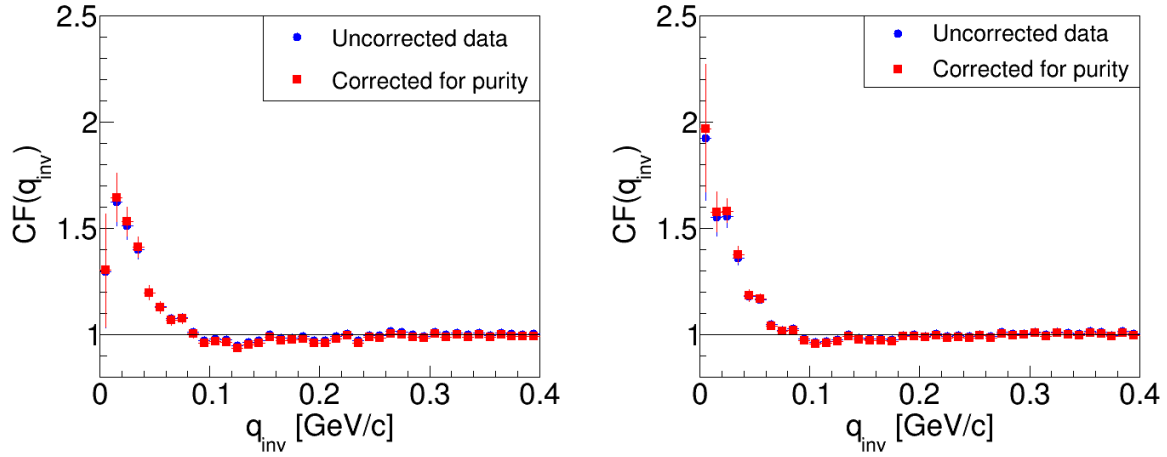 2.5
Uncorrected data
Corrected for purity
2
CF(q_inv)
1.5
1
0 0.1 0.2 0.3 0.4
q_inv [GeV/c]
2.5
Uncorrected data
Corrected for purity
2
CF(q_inv)
1.5
1
0 0.1 0.2 0.3 0.4
q_inv [GeV/c]